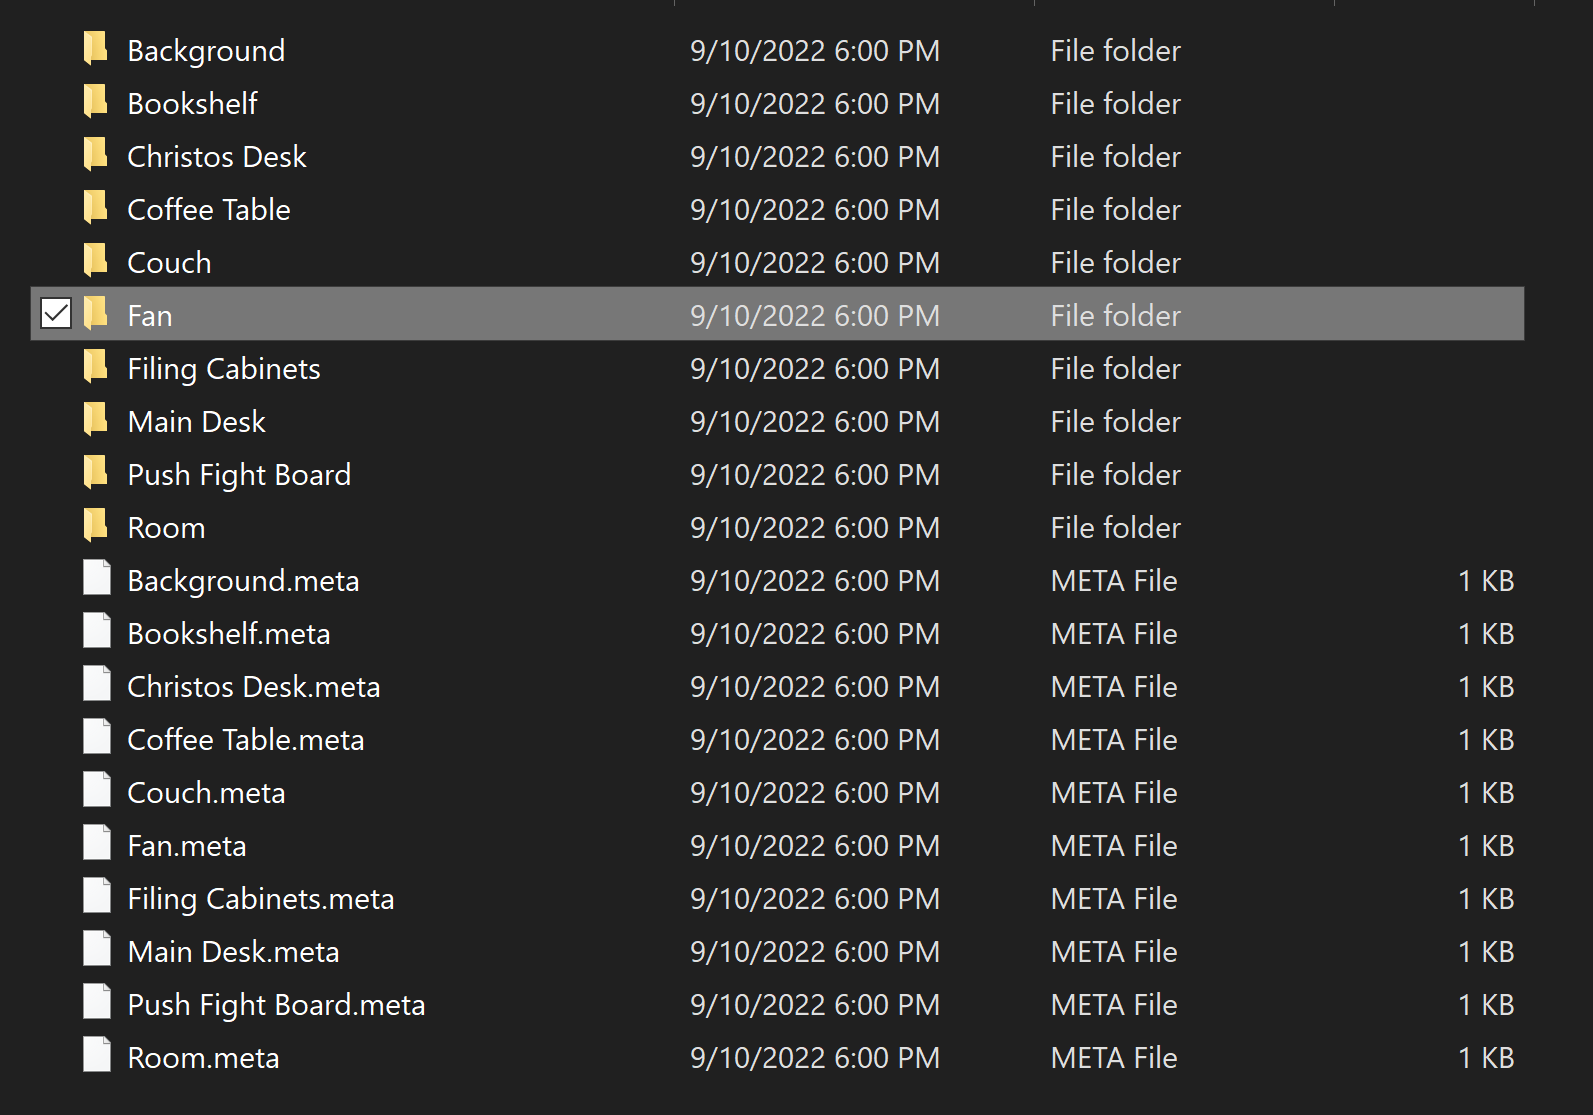 Background 9/10/2022 6:00 PM File folder
Bookshelf 9/10/2022 6:00 PM File folder
Christos Desk 9/10/2022 6:00 PM File folder
Coffee Table 9/10/2022 6:00 PM File folder
Couch 9/10/2022 6:00 PM File folder
Fan 9/10/2022 6:00 PM File folder
Filing Cabinets 9/10/2022 6:00 PM File folder
Main Desk 9/10/2022 6:00 PM File folder
Push Fight Board 9/10/2022 6:00 PM File folder
Room 9/10/2022 6:00 PM File folder
Background.meta 9/10/2022 6:00 PM META File 1 KB
Bookshelf.meta 9/10/2022 6:00 PM META File 1 KB
Christos Desk.meta 9/10/2022 6:00 PM META File 1 KB
Coffee Table.meta 9/10/2022 6:00 PM META File 1 KB
Couch.meta 9/10/2022 6:00 PM META File 1 KB
Fan.meta 9/10/2022 6:00 PM META File 1 KB
Filing Cabinets.meta 9/10/2022 6:00 PM META File 1 KB
Main Desk.meta 9/10/2022 6:00 PM META File 1 KB
Push Fight Board.meta 9/10/2022 6:00 PM META File 1 KB
Room.meta 9/10/2022 6:00 PM META File 1 KB